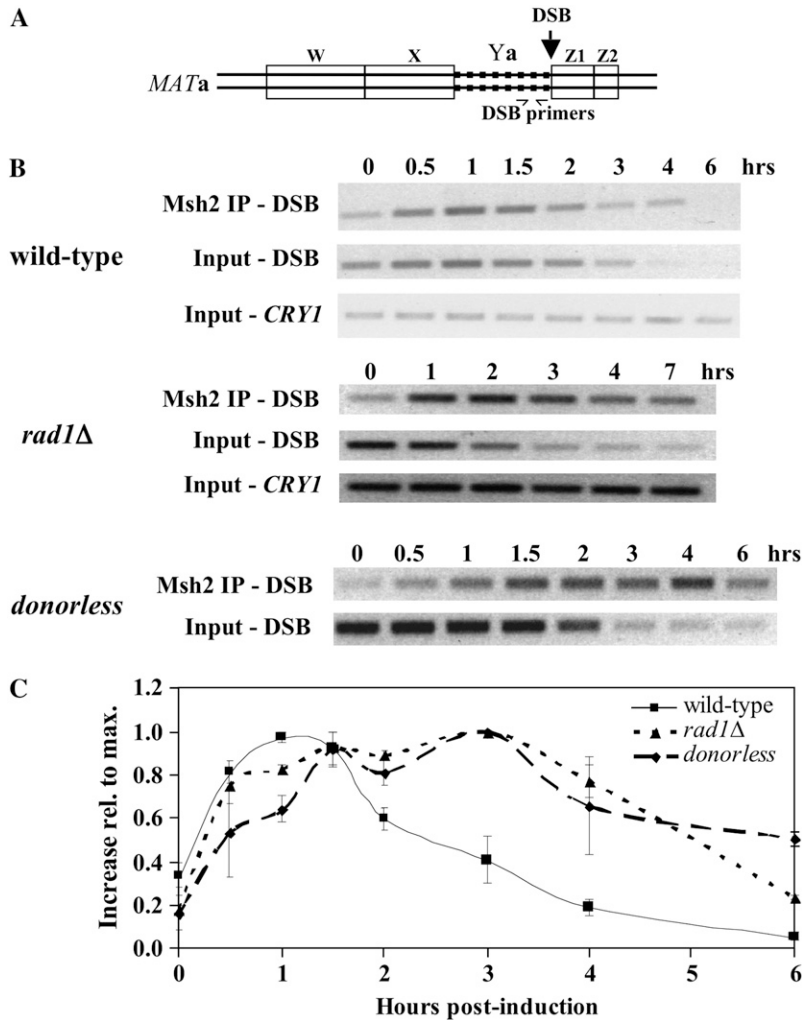 A
DSB
W X Ya Z1 Z2
MATa
DSB primers
B
0 0.5 1 1.5 2 3 4 6 hrs
Msh2 IP - DSB
wild-type
Input - DSB
Input - CRY1
0 1 2 3 4 7 hrs
Msh2 IP - DSB
rad1Δ
Input - DSB
Input - CRY1
0 0.5 1 1.5 2 3 4 6 hrs
Msh2 IP - DSB
donorless
Input - DSB
C
Increase rel. to max.
1.2
1.0
0.8
0.6
0.4
0.2
0.0
wild-type
rad1Δ
donorless
0 1 2 3 4 5 6
Hours post-induction